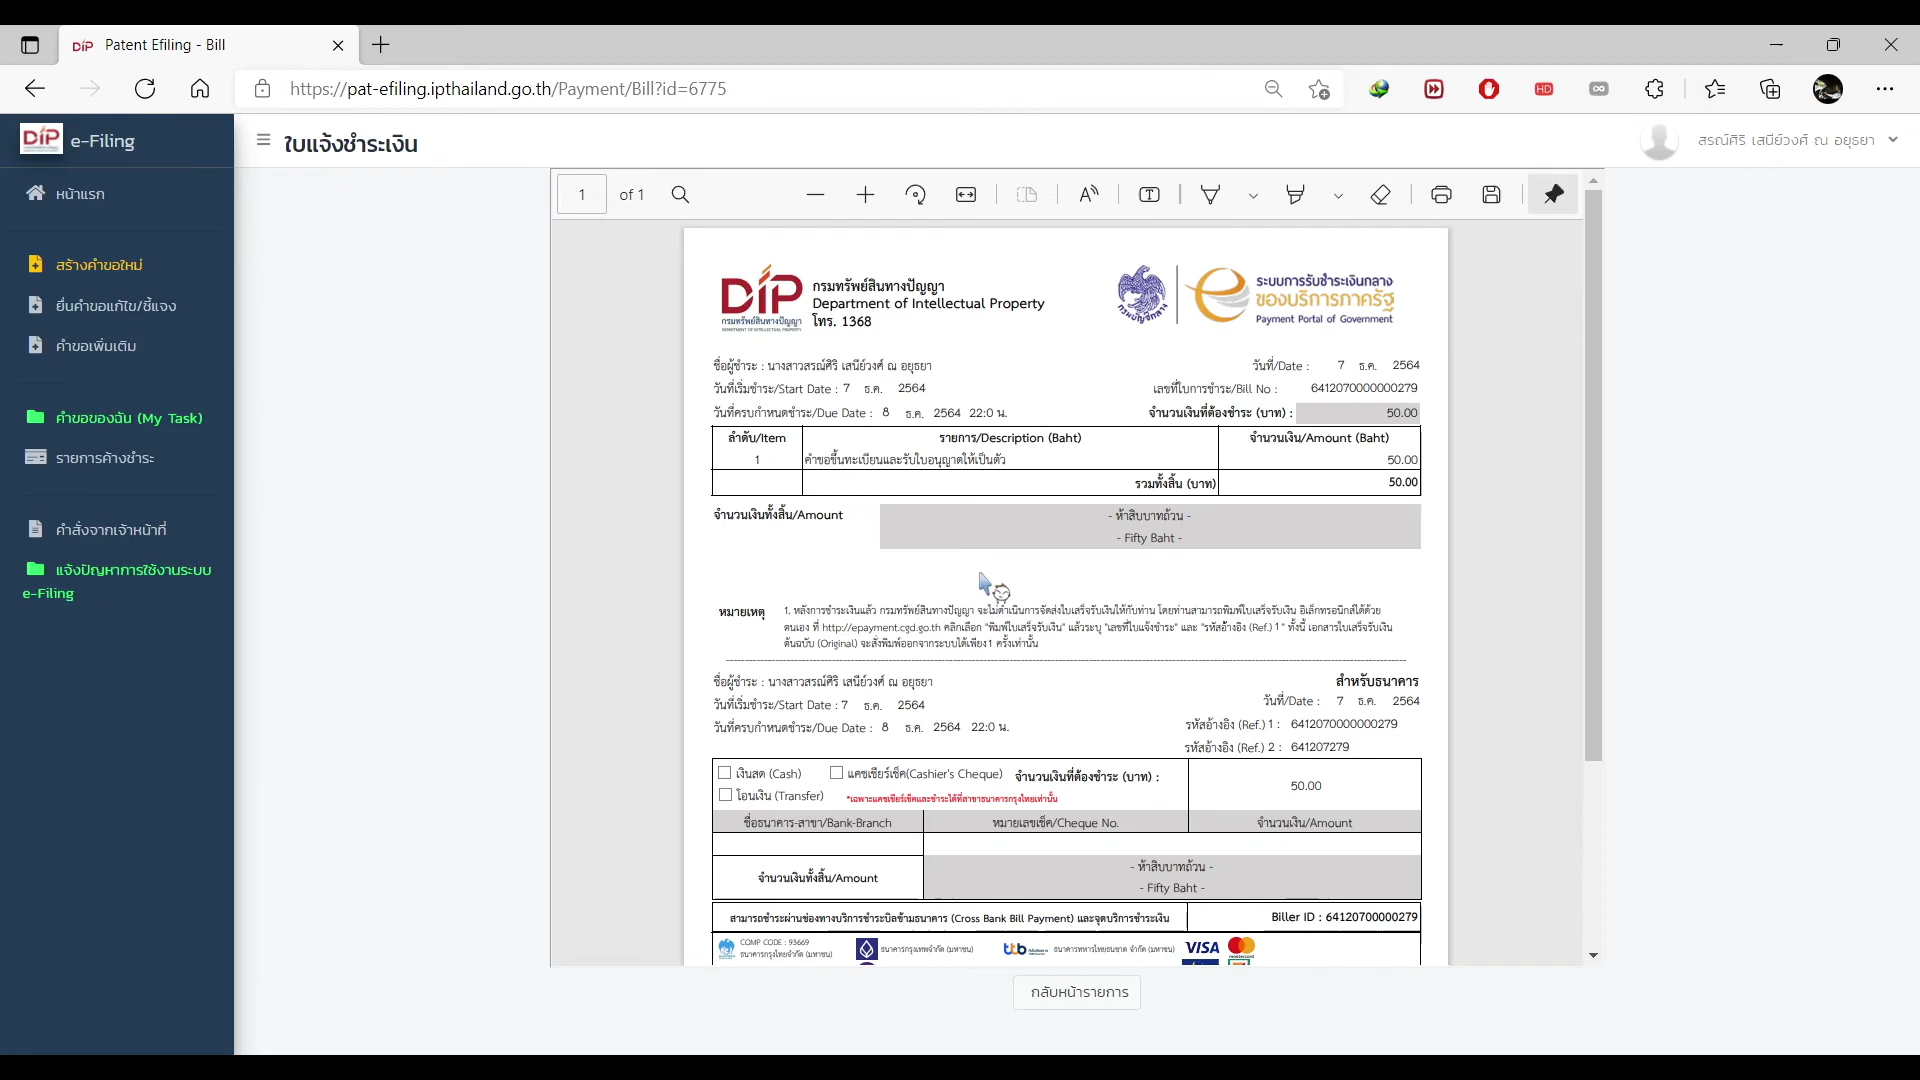 Patent Efiling - Bill
https://pat-efiling.ipthailand.go.th/Payment/Bill?id=6775
DIP e-Filing
ใบแจ้งชำระเงิน
สรณ์ศิริ เสนีย์วงศ์ ณ อยุธยา
หน้าแรก
สร้างคำขอใหม่
ยื่นคำขอแก้ไข/ชี้แจง
คำขอเพิ่มเติม
คำขอของฉัน (My Task)
รายการค้างชำระ
คำสั่งจากเจ้าหน้าที่
แจ้งปัญหาการใช้งานระบบ
e-Filing
1 of 1
DIP
กรมทรัพย์สินทางปัญญา
DEPARTMENT OF INTELLECTUAL PROPERTY
กรมทรัพย์สินทางปัญญา
Department of Intellectual Property
โทร. 1368
กรมบัญชีกลาง
ระบบการรับชำระเงินกลาง
ของบริการภาครัฐ
Payment Portal of Government
ชื่อผู้ชำระ : นางสาวสรณ์ศิริ เสนีย์วงศ์ ณ อยุธยา
วันที่/Date : 7 ธ.ค. 2564
วันที่เริ่มชำระ/Start Date : 7 ธ.ค. 2564
เลขที่ใบการชำระ/Bill No : 6412070000000279
วันที่ครบกำหนดชำระ/Due Date : 8 ธ.ค. 2564 22:0 น.
จำนวนเงินที่ต้องชำระ (บาท) : 50.00
ลำดับ/Item รายการ/Description (Baht) จำนวนเงิน/Amount (Baht)
1 คำขอขึ้นทะเบียนและรับใบอนุญาตให้เป็นตัว 50.00
รวมทั้งสิ้น (บาท) 50.00
จำนวนเงินทั้งสิ้น/Amount - ห้าสิบบาทถ้วน -
- Fifty Baht -
หมายเหตุ 1. หลังการชำระเงินแล้ว กรมทรัพย์สินทางปัญญา จะไม่ดำเนินการจัดส่งใบเสร็จรับเงินให้กับท่าน โดยท่านสามารถพิมพ์ใบเสร็จรับเงิน อิเล็กทรอนิกส์ได้ด้วย
ตนเอง ที่ http://epayment.cgd.go.th คลิกเลือก "พิมพ์ใบเสร็จรับเงิน" แล้วระบุ "เลขที่ใบแจ้งชำระ" และ "รหัสอ้างอิง (Ref.) 1 " ทั้งนี้ เอกสารใบเสร็จรับเงิน
ต้นฉบับ (Original) จะสั่งพิมพ์ออกจากระบบได้เพียง 1 ครั้งเท่านั้น
ชื่อผู้ชำระ : นางสาวสรณ์ศิริ เสนีย์วงศ์ ณ อยุธยา
สำหรับธนาคาร
วันที่เริ่มชำระ/Start Date : 7 ธ.ค. 2564
วันที่/Date : 7 ธ.ค. 2564
วันที่ครบกำหนดชำระ/Due Date : 8 ธ.ค. 2564 22:0 น.
รหัสอ้างอิง (Ref.) 1 : 6412070000000279
รหัสอ้างอิง (Ref.) 2 : 641207279
เงินสด (Cash) แคชเชียร์เช็ค(Cashier's Cheque) จำนวนเงินที่ต้องชำระ (บาท) : 50.00
โอนเงิน (Transfer) *เฉพาะแคชเชียร์เช็คและชำระได้ที่สาขาธนาคารกรุงไทยเท่านั้น
ชื่อธนาคาร-สาขา/Bank-Branch หมายเลขเช็ค/Cheque No. จำนวนเงิน/Amount
จำนวนเงินทั้งสิ้น/Amount - ห้าสิบบาทถ้วน -
- Fifty Baht -
สามารถชำระผ่านช่องทางบริการชำระบิลข้ามธนาคาร (Cross Bank Bill Payment) และจุดบริการชำระเงิน Biller ID : 64120700000279
COMP CODE : 93669
ธนาคารกรุงไทยจำกัด (มหาชน) ธนาคารกรุงเทพจำกัด (มหาชน) ttb ธนาคารทหารไทยธนชาต จำกัด (มหาชน) VISA mastercard
กลับหน้ารายการ